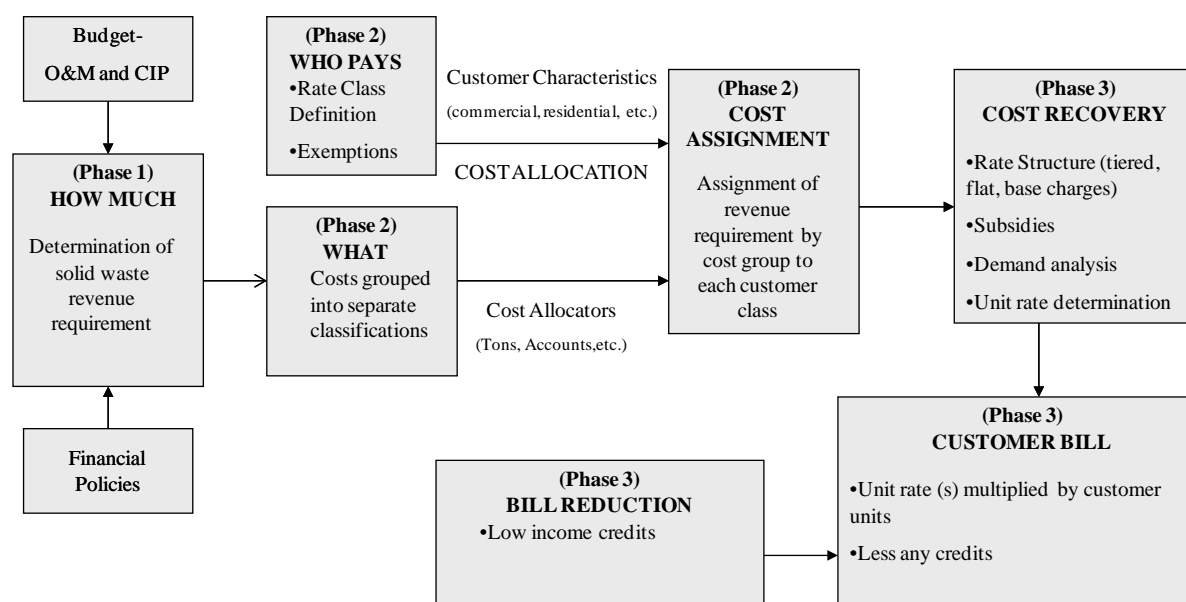 Budget-
O&M and CIP
(Phase 1)
HOW MUCH
Determination of
solid waste
revenue
requirement
Financial
Policies
(Phase 2)
WHO PAYS
•Rate Class
Definition
•Exemptions
Customer Characteristics
(commercial, residential, etc.)
COST ALLOCATION
(Phase 2)
WHAT
Costs grouped
into separate
classifications
Cost Allocators
(Tons, Accounts,etc.)
(Phase 2)
COST
ASSIGNMENT
Assignment of
revenue
requirement by
cost group to
each customer
class
(Phase 3)
COST RECOVERY
•Rate Structure (tiered,
flat, base charges)
•Subsidies
•Demand analysis
•Unit rate determination
(Phase 3)
BILL REDUCTION
•Low income credits
(Phase 3)
CUSTOMER BILL
•Unit rate (s) multiplied by customer
units
•Less any credits